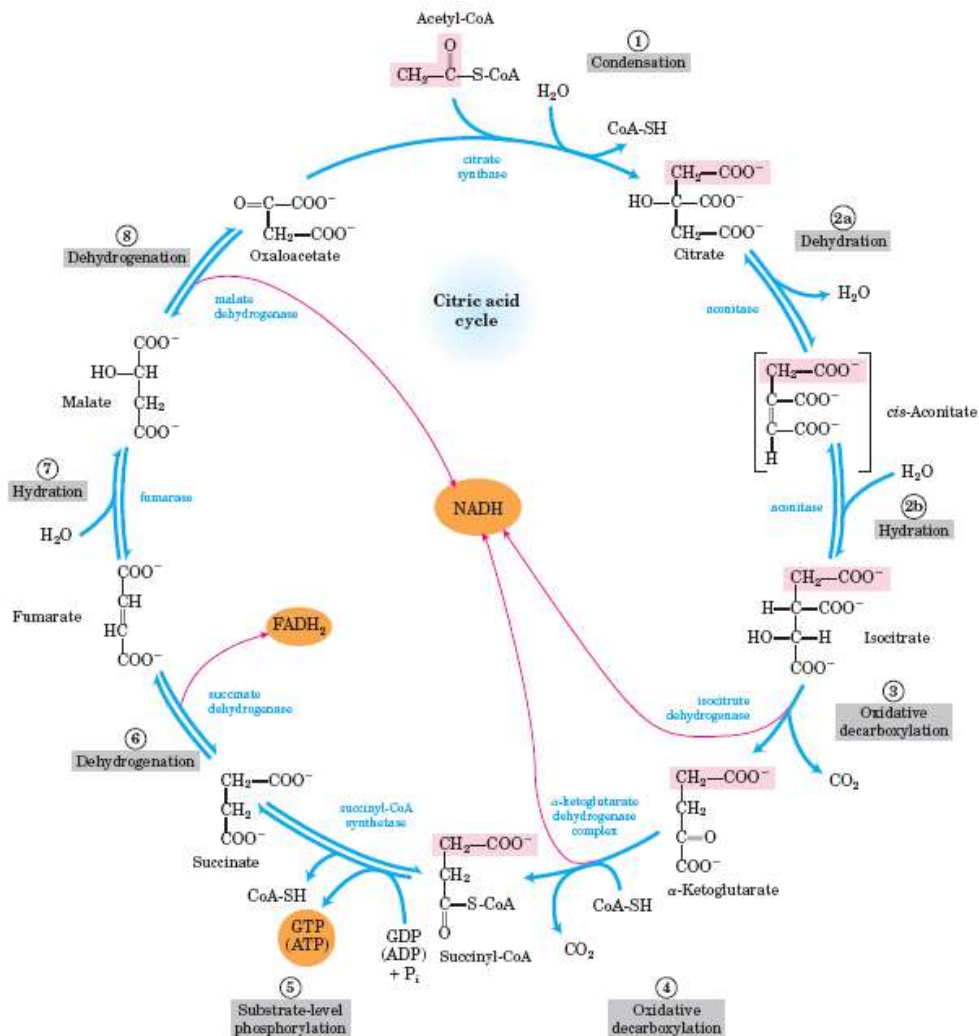 Acetyl-CoA
O
CH₂—C—S-CoA
① 
Condensation
H₂O
CoA-SH
citrate
synthase
CH₂—COO⁻
HO—C—COO⁻
CH₂—COO⁻
Citrate
2a
Dehydration
H₂O
aconitase
CH₂—COO⁻
C—COO⁻
C—COO⁻
H
cis-Aconitate
H₂O
aconitase
2b
Hydration
CH₂—COO⁻
H—C—COO⁻
HO—C—H
COO⁻
Isocitrate
isocitrate
dehydrogenase
③
Oxidative
decarboxylation
CO₂
CH₂—COO⁻
CH₂
C=O
COO⁻
α-Ketoglutarate
α-ketoglutarate
dehydrogenase
complex
CoA-SH
CO₂
④
Oxidative
decarboxylation
CH₂—COO⁻
CH₂
C—S-CoA
O
Succinyl-CoA
succinyl-CoA
synthetase
CoA-SH
GTP
(ATP)
GDP
(ADP)
+ Pᵢ
⑤
Substrate-level
phosphorylation
CH₂—COO⁻
CH₂
COO⁻
Succinate
⑥
Dehydrogenation
succinate
dehydrogenase
FADH₂
COO⁻
CH
HC
COO⁻
Fumarate
⑦
Hydration
H₂O
fumarase
COO⁻
HO—CH
CH₂
COO⁻
Malate
⑧
Dehydrogenation
malate
dehydrogenase
O=C—COO⁻
CH₂—COO⁻
Oxaloacetate
Citric acid
cycle
NADH